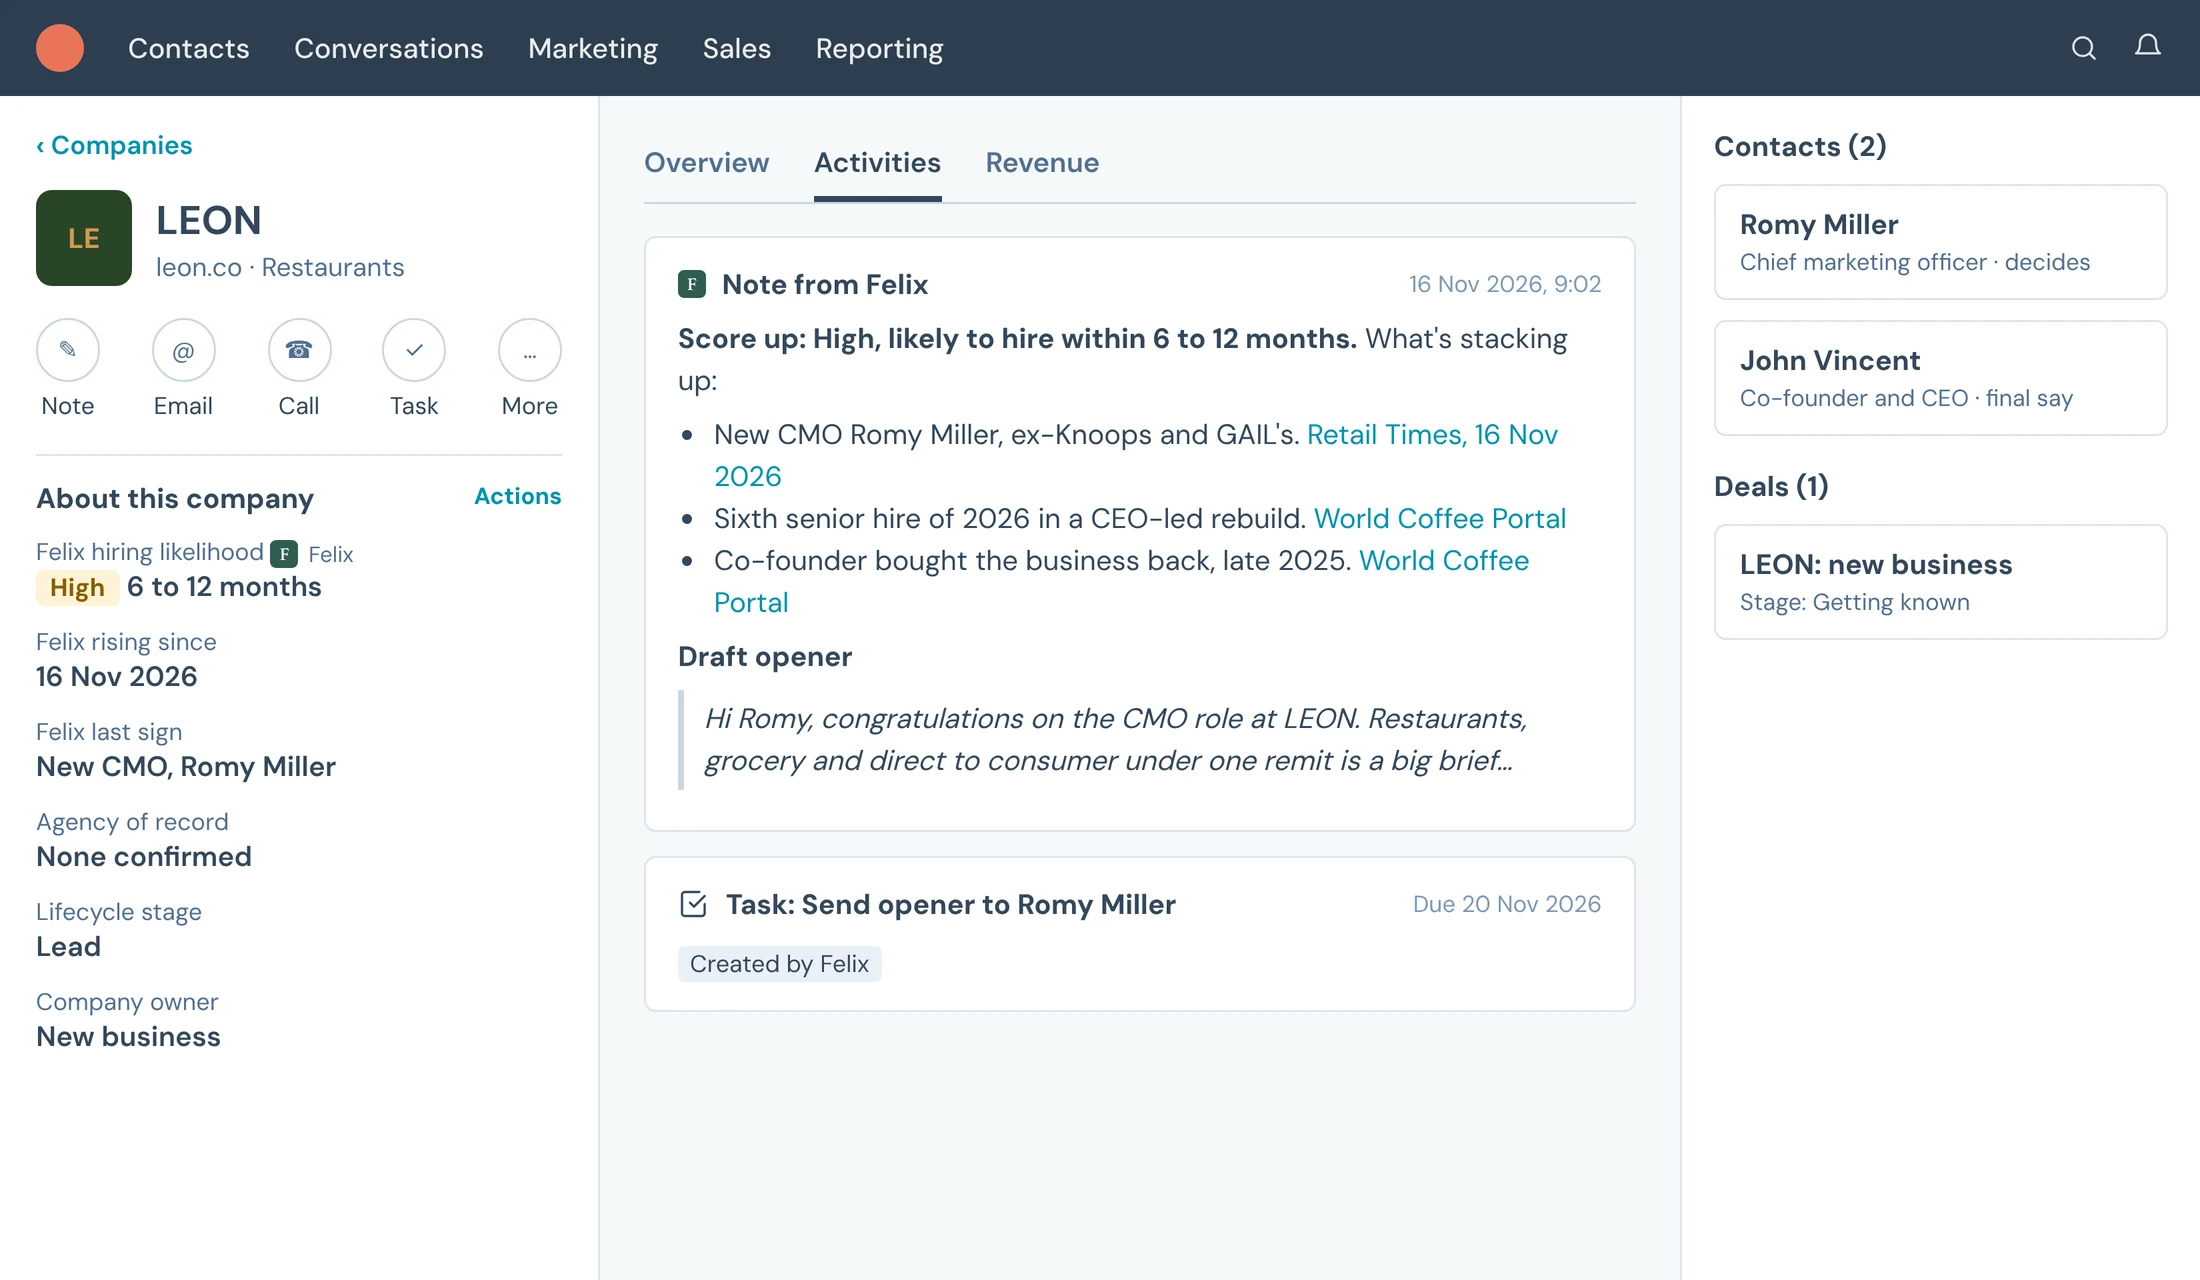 Contacts Conversations Marketing Sales Reporting
‹ Companies
LE
LEON
leon.co · Restaurants
@
...
Note Email Call Task More
About this company
Actions
Felix hiring likelihood F Felix
High 6 to 12 months
Felix rising since
16 Nov 2026
Felix last sign
New CMO, Romy Miller
Agency of record
None confirmed
Lifecycle stage
Lead
Company owner
New business
Overview Activities Revenue
F Note from Felix
16 Nov 2026, 9:02
Score up: High, likely to hire within 6 to 12 months. What's stacking
up:
• New CMO Romy Miller, ex-Knoops and GAIL's. Retail Times, 16 Nov
2026
• Sixth senior hire of 2026 in a CEO-led rebuild. World Coffee Portal
• Co-founder bought the business back, late 2025. World Coffee
Portal
Draft opener
Hi Romy, congratulations on the CMO role at LEON. Restaurants,
grocery and direct to consumer under one remit is a big brief...
Task: Send opener to Romy Miller
Due 20 Nov 2026
Created by Felix
Contacts (2)
Romy Miller
Chief marketing officer · decides
John Vincent
Co-founder and CEO · final say
Deals (1)
LEON: new business
Stage: Getting known